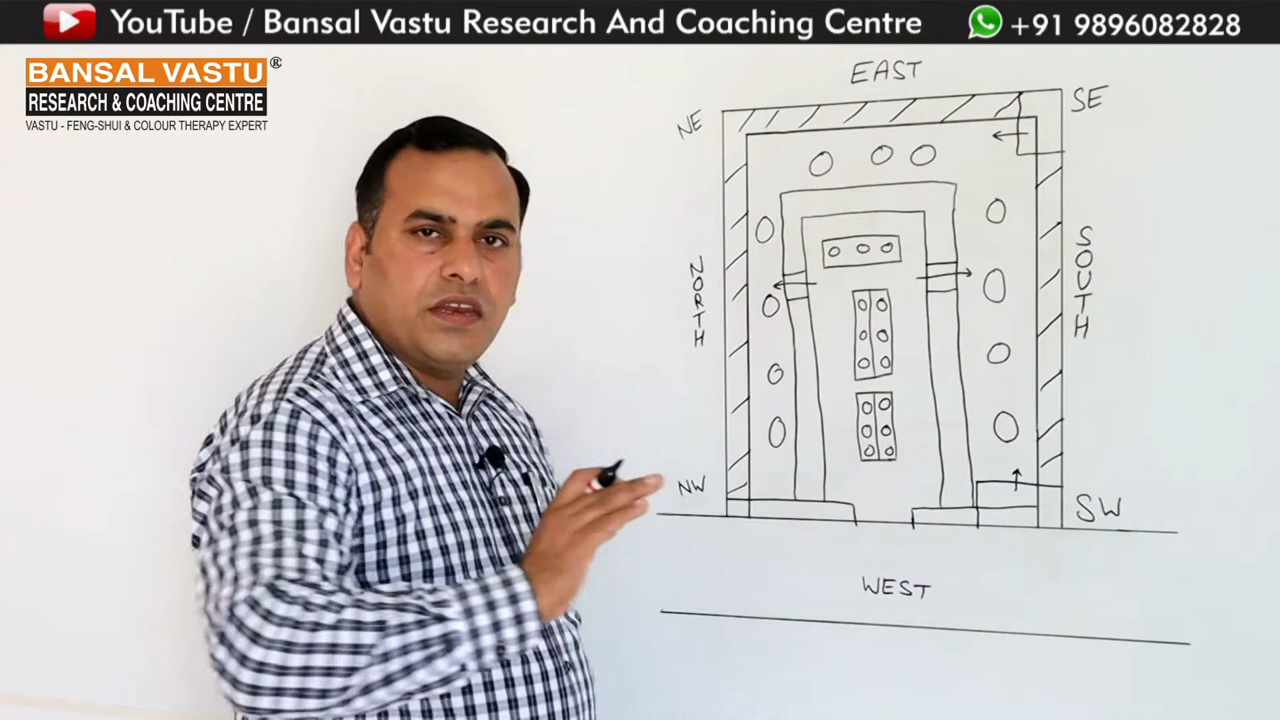 YouTube / Bansal Vastu Research And Coaching Centre
+91 9896082828
BANSAL VASTU®
RESEARCH & COACHING CENTRE
VASTU - FENG-SHUI & COLOUR THERAPY EXPERT
EAST
NE
SE
NORTH
SOUTH
NW
SW
WEST